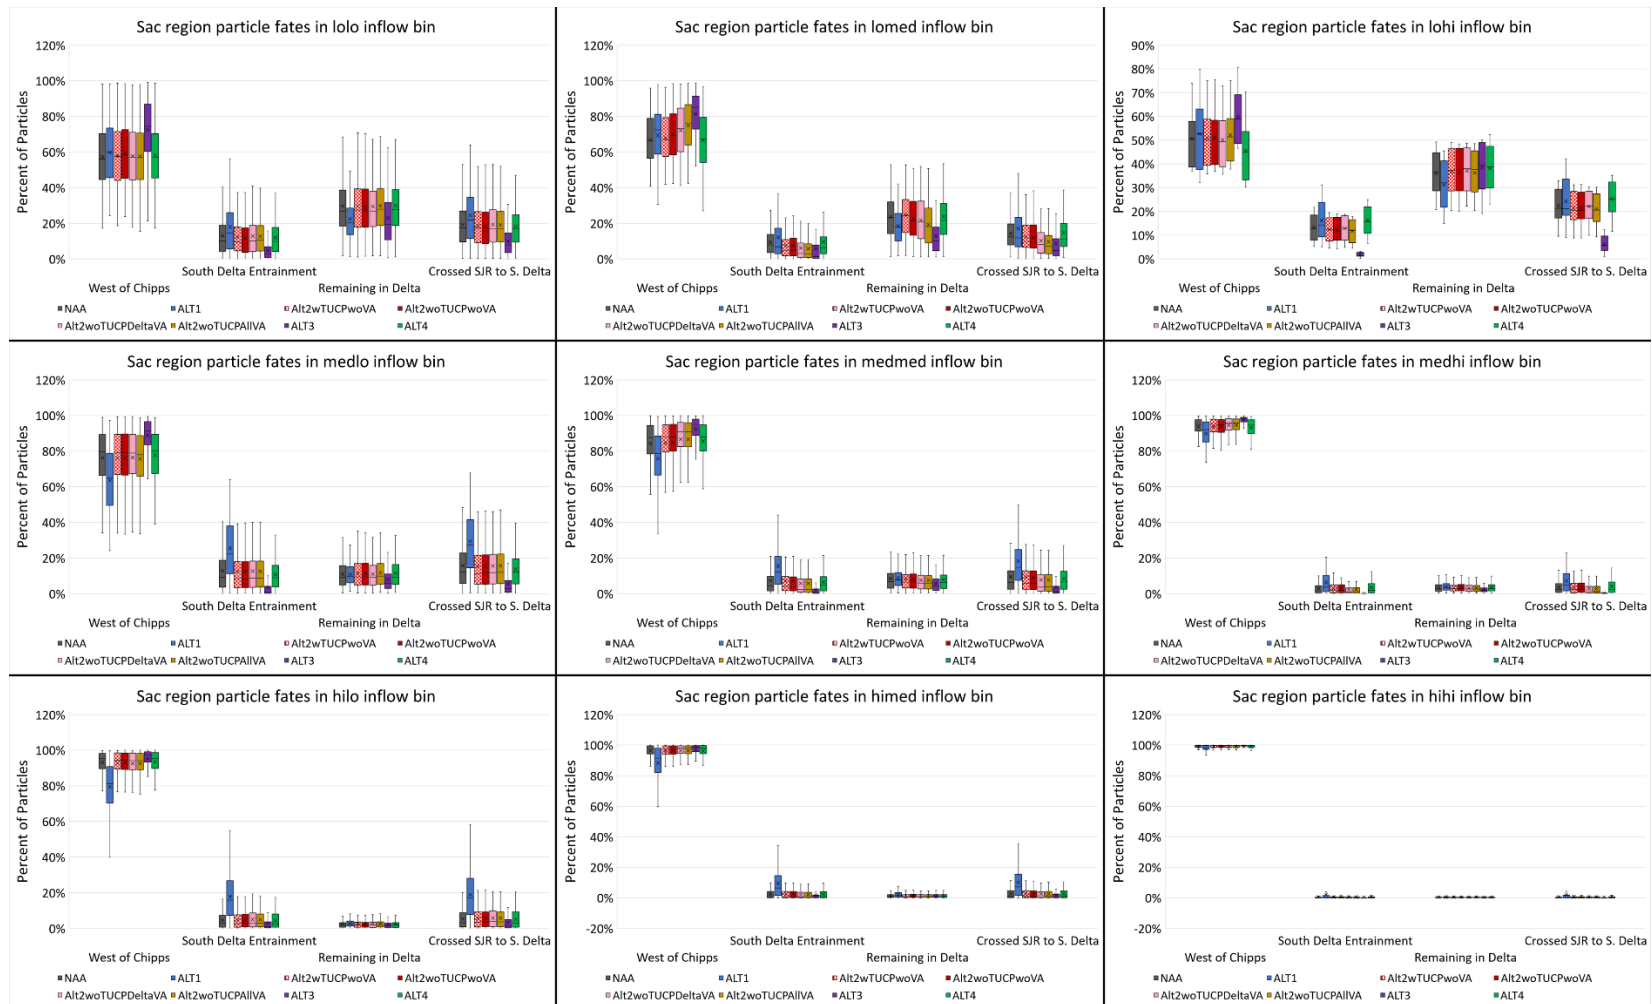 Sac region particle fates in lolo inflow bin
Percent of Particles
120%
100%
80%
60%
40%
20%
0%
South Delta Entrainment
Crossed SJR to S. Delta
West of Chipps
Remaining in Delta
NAA
ALT1
Alt2wTUCPwoVA
Alt2woTUCPwoVA
Alt2woTUCPDeltaVA
Alt2woTUCPAllVA
ALT3
ALT4
Sac region particle fates in lomed inflow bin
Percent of Particles
120%
100%
80%
60%
40%
20%
0%
South Delta Entrainment
Crossed SJR to S. Delta
West of Chipps
Remaining in Delta
NAA
ALT1
Alt2wTUCPwoVA
Alt2woTUCPwoVA
Alt2woTUCPDeltaVA
Alt2woTUCPAllVA
ALT3
ALT4
Sac region particle fates in lohi inflow bin
Percent of Particles
90%
80%
70%
60%
50%
40%
30%
20%
10%
0%
South Delta Entrainment
Crossed SJR to S. Delta
West of Chipps
Remaining in Delta
NAA
ALT1
Alt2wTUCPwoVA
Alt2woTUCPwoVA
Alt2woTUCPDeltaVA
Alt2woTUCPAllVA
ALT3
ALT4
Sac region particle fates in medlo inflow bin
Percent of Particles
120%
100%
80%
60%
40%
20%
0%
South Delta Entrainment
Crossed SJR to S. Delta
West of Chipps
Remaining in Delta
NAA
ALT1
Alt2wTUCPwoVA
Alt2woTUCPwoVA
Alt2woTUCPDeltaVA
Alt2woTUCPAllVA
ALT3
ALT4
Sac region particle fates in medmed inflow bin
Percent of Particles
120%
100%
80%
60%
40%
20%
0%
South Delta Entrainment
Crossed SJR to S. Delta
West of Chipps
Remaining in Delta
NAA
ALT1
Alt2wTUCPwoVA
Alt2woTUCPwoVA
Alt2woTUCPDeltaVA
Alt2woTUCPAllVA
ALT3
ALT4
Sac region particle fates in medhi inflow bin
Percent of Particles
120%
100%
80%
60%
40%
20%
0%
South Delta Entrainment
Crossed SJR to S. Delta
West of Chipps
Remaining in Delta
NAA
ALT1
Alt2wTUCPwoVA
Alt2woTUCPwoVA
Alt2woTUCPDeltaVA
Alt2woTUCPAllVA
ALT3
ALT4
Sac region particle fates in hilo inflow bin
Percent of Particles
120%
100%
80%
60%
40%
20%
0%
South Delta Entrainment
Crossed SJR to S. Delta
West of Chipps
Remaining in Delta
NAA
ALT1
Alt2wTUCPwoVA
Alt2woTUCPwoVA
Alt2woTUCPDeltaVA
Alt2woTUCPAllVA
ALT3
ALT4
Sac region particle fates in himed inflow bin
Percent of Particles
120%
100%
80%
60%
40%
20%
0%
-20%
South Delta Entrainment
Crossed SJR to S. Delta
West of Chipps
Remaining in Delta
NAA
ALT1
Alt2wTUCPwoVA
Alt2woTUCPwoVA
Alt2woTUCPDeltaVA
Alt2woTUCPAllVA
ALT3
ALT4
Sac region particle fates in hihi inflow bin
Percent of Particles
120%
100%
80%
60%
40%
20%
0%
-20%
South Delta Entrainment
Crossed SJR to S. Delta
West of Chipps
Remaining in Delta
NAA
ALT1
Alt2wTUCPwoVA
Alt2woTUCPwoVA
Alt2woTUCPDeltaVA
Alt2woTUCPAllVA
ALT3
ALT4